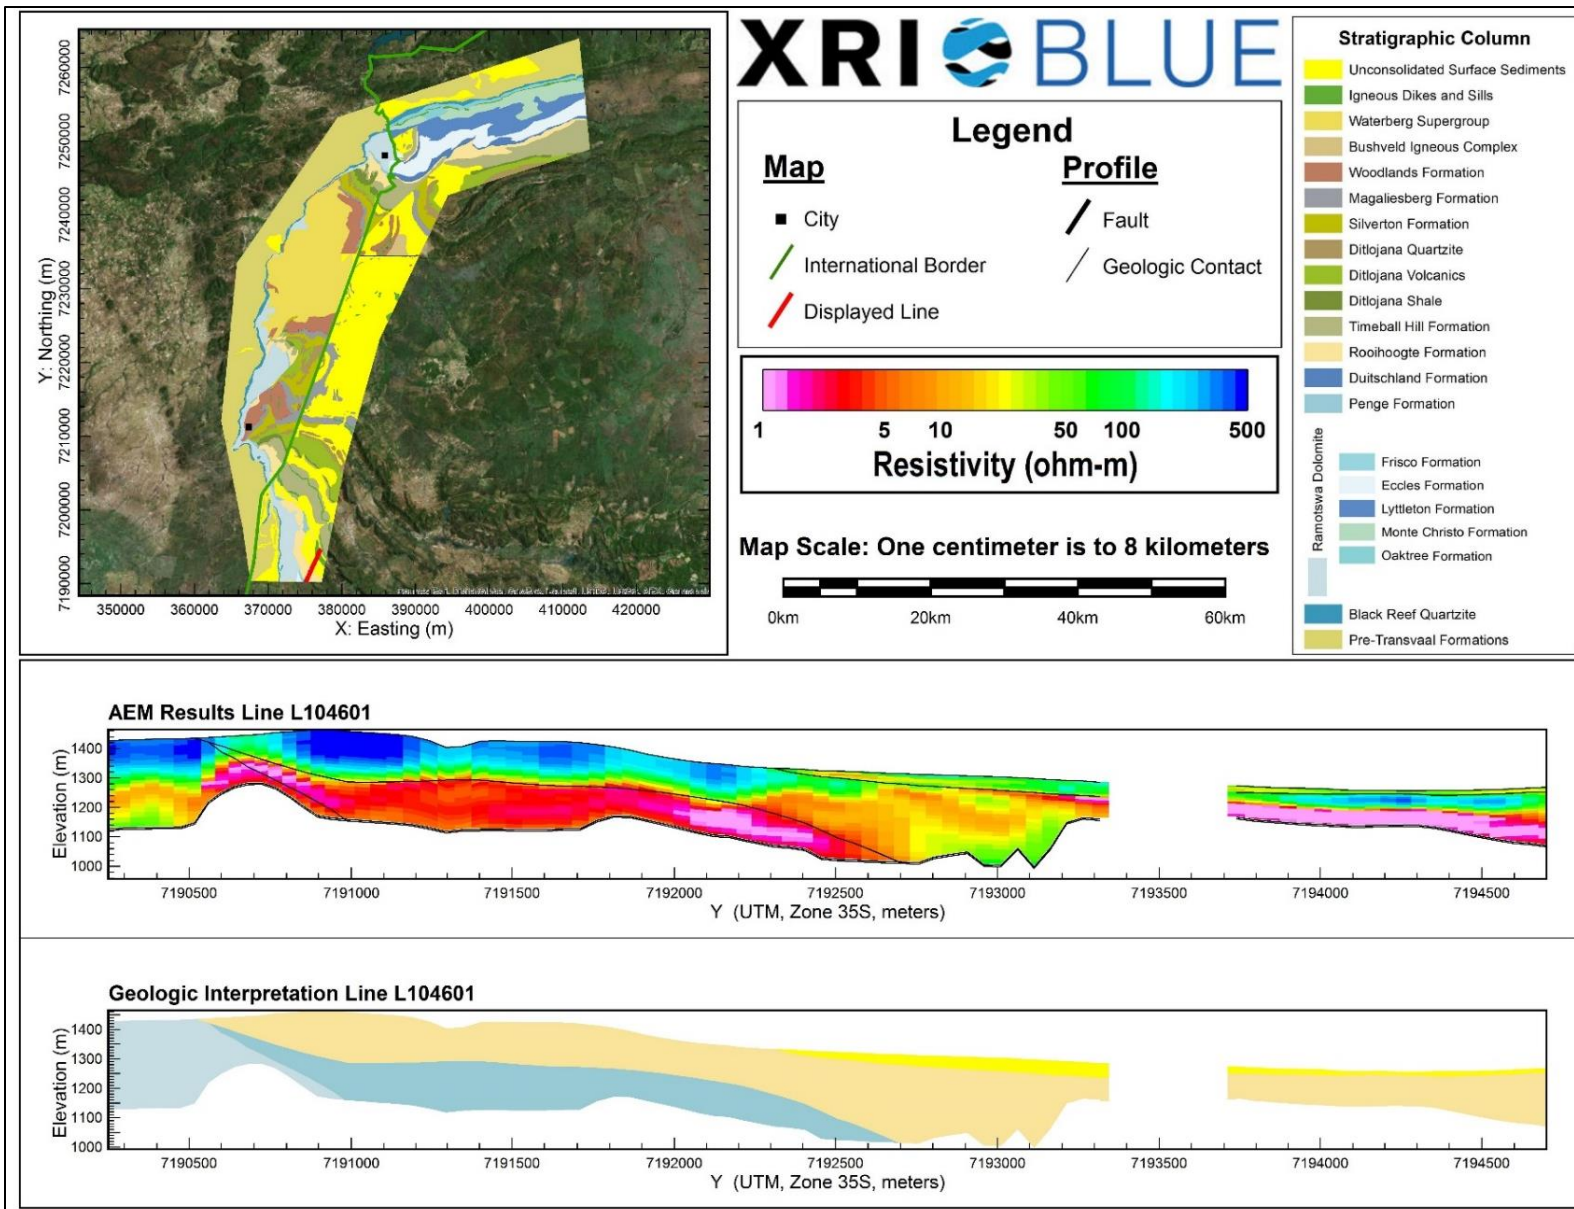 7260000
7250000
7240000
7230000
7220000
7210000
7200000
7190000
Y: Northing (m)
350000 360000 370000 380000 390000 400000 410000 420000
X: Easting (m)
XRI BLUE
Legend
Map
City
International Border
Displayed Line
Profile
Fault
Geologic Contact
1 5 10 50 100 500
Resistivity (ohm-m)
Map Scale: One centimeter is to 8 kilometers
0km 20km 40km 60km
Stratigraphic Column
Unconsolidated Surface Sediments
Igneous Dikes and Sills
Waterberg Supergroup
Bushveld Igneous Complex
Woodlands Formation
Magaliesberg Formation
Silverton Formation
Ditlojana Quartzite
Ditlojana Volcanics
Ditlojana Shale
Timeball Hill Formation
Rooihoogte Formation
Duitschland Formation
Penge Formation
Ramotswa Dolomite
Frisco Formation
Eccles Formation
Lyttleton Formation
Monte Christo Formation
Oaktree Formation
Black Reef Quartzite
Pre-Transvaal Formations
AEM Results Line L104601
Elevation (m)
1400
1300
1200
1100
1000
7190500 7191000 7191500 7192000 7192500 7193000 7193500 7194000 7194500
Y (UTM, Zone 35S, meters)
Geologic Interpretation Line L104601
Elevation (m)
1400
1300
1200
1100
1000
7190500 7191000 7191500 7192000 7192500 7193000 7193500 7194000 7194500
Y (UTM, Zone 35S, meters)